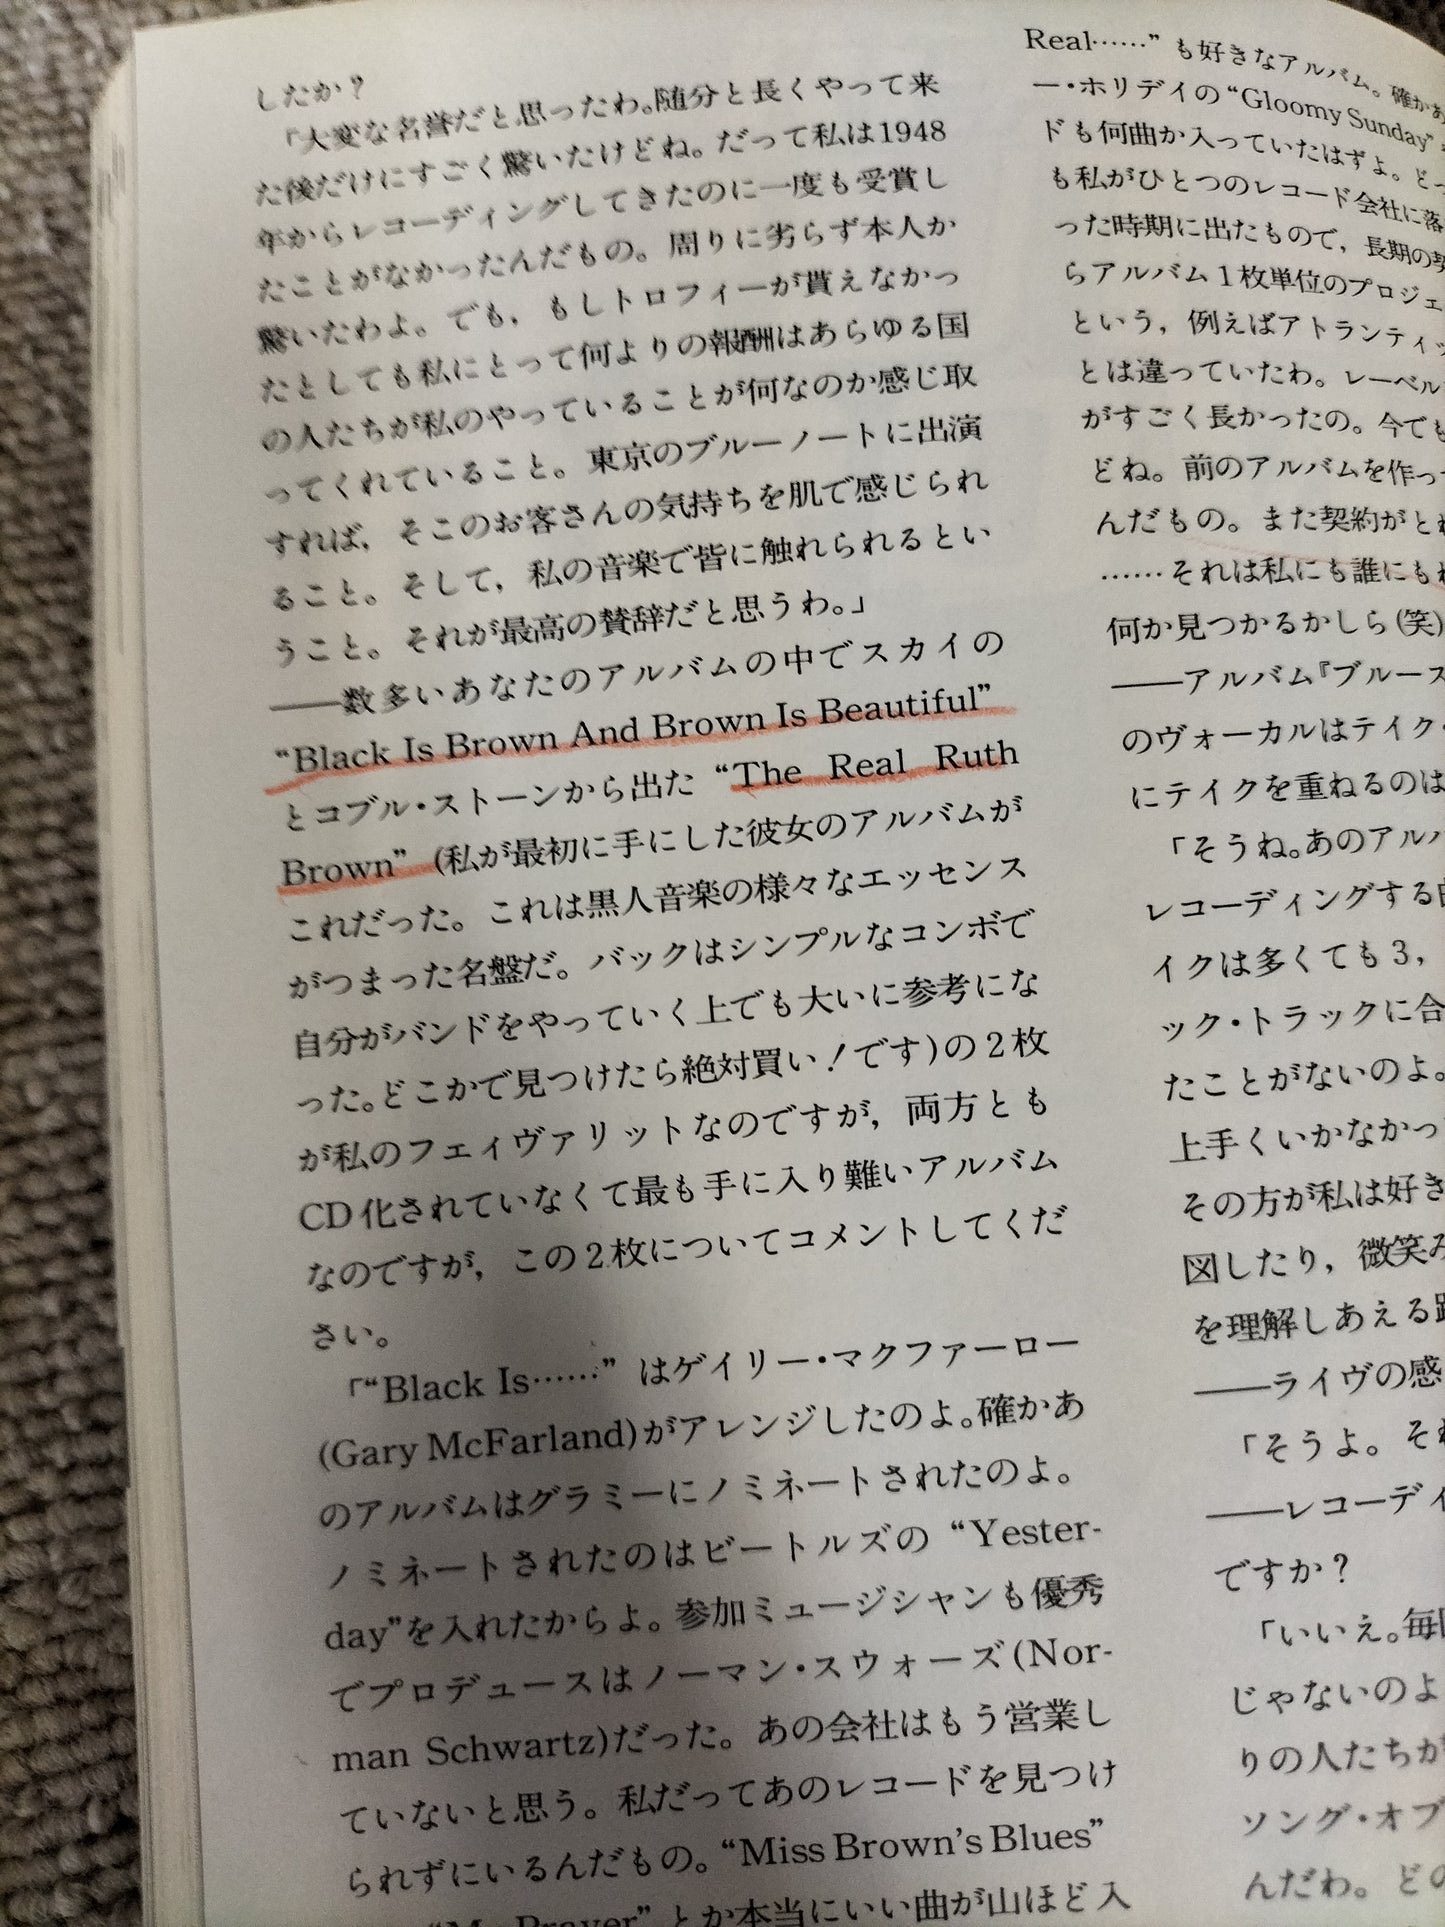 したか？
「大変な名誉だと思ったわ。随分と長くやって来
た後だけにすごく驚いたけどね。だって私は1948
年からレコーディングしてきたのに一度も受賞し
たことがなかったんだもの。周りに劣らず本人か
驚いたわよ。でも，もしトロフィーが貰えなかっ
たとしても私にとって何よりの報酬はあらゆる国
の人たちが私のやっていることが何なのか感じ取
ってくれていること。東京のブルーノートに出演
すれば，そこのお客さんの気持ちを肌で感じられ
ること。そして，私の音楽で皆に触れられるとい
うこと。それが最高の賛辞だと思うわ。」
——数多いあなたのアルバムの中でスカイの
“Black Is Brown And Brown Is Beautiful”
とコブル・ストーンから出た “The Real Ruth
Brown” (私が最初に手にした彼女のアルバムが
これだった。これは黒人音楽の様々なエッセンス
がつまった名盤だ。バックはシンプルなコンボで
自分がバンドをやっていく上でも大いに参考にな
った。どこかで見つけたら絶対買い！です)の２枚
が私のフェイヴァリットなのですが，両方とも
CD化されていなくて最も手に入り難いアルバム
なのですが，この２枚についてコメントしてくだ
さい。
「“Black Is……” はゲイリー・マクファーロー
(Gary McFarland)がアレンジしたのよ。確かあ
のアルバムはグラミーにノミネートされたのよ。
ノミネートされたのはビートルズの “Yester-
day”を入れたからよ。参加ミュージシャンも優秀
でプロデュースはノーマン・スウォーズ(Nor-
man Schwartz)だった。あの会社はもう営業し
ていないと思う。私だってあのレコードを見つけ
られずにいるんだもの。“Miss Brown's Blues”
“My Prayer” とか本当にいい曲が山ほど入
Real……” も好きなアルバム。確か
ー・ホリデイの “Gloomy Sunday”
ドも何曲か入っていたはずよ。
も私がひとつのレコード会社に落
った時期に出たもので，長期の契
らアルバム１枚単位のプロジェ
という，例えばアトランティッ
とは違っていたわ。レーベル
がすごく長かったの。今でも
どね。前のアルバムを作っ
んだもの。また契約がと
……それは私にも誰にも
何か見つかるかしら(笑)
——アルバム『ブルース
のヴォーカルはテイク・
にテイクを重ねるのは
「そうね。あのアルバ
レコーディングする
イクは多くても３，
ック・トラックに合
たことがないのよ。
上手くいかなかっ
その方が私は好き
図したり，微笑み
を理解しあえる
——ライヴの感
「そうよ。それ
——レコーディ
ですか？
「いいえ。毎
じゃないのよ
りの人たちが
ソング・オブ
んだわ。どの